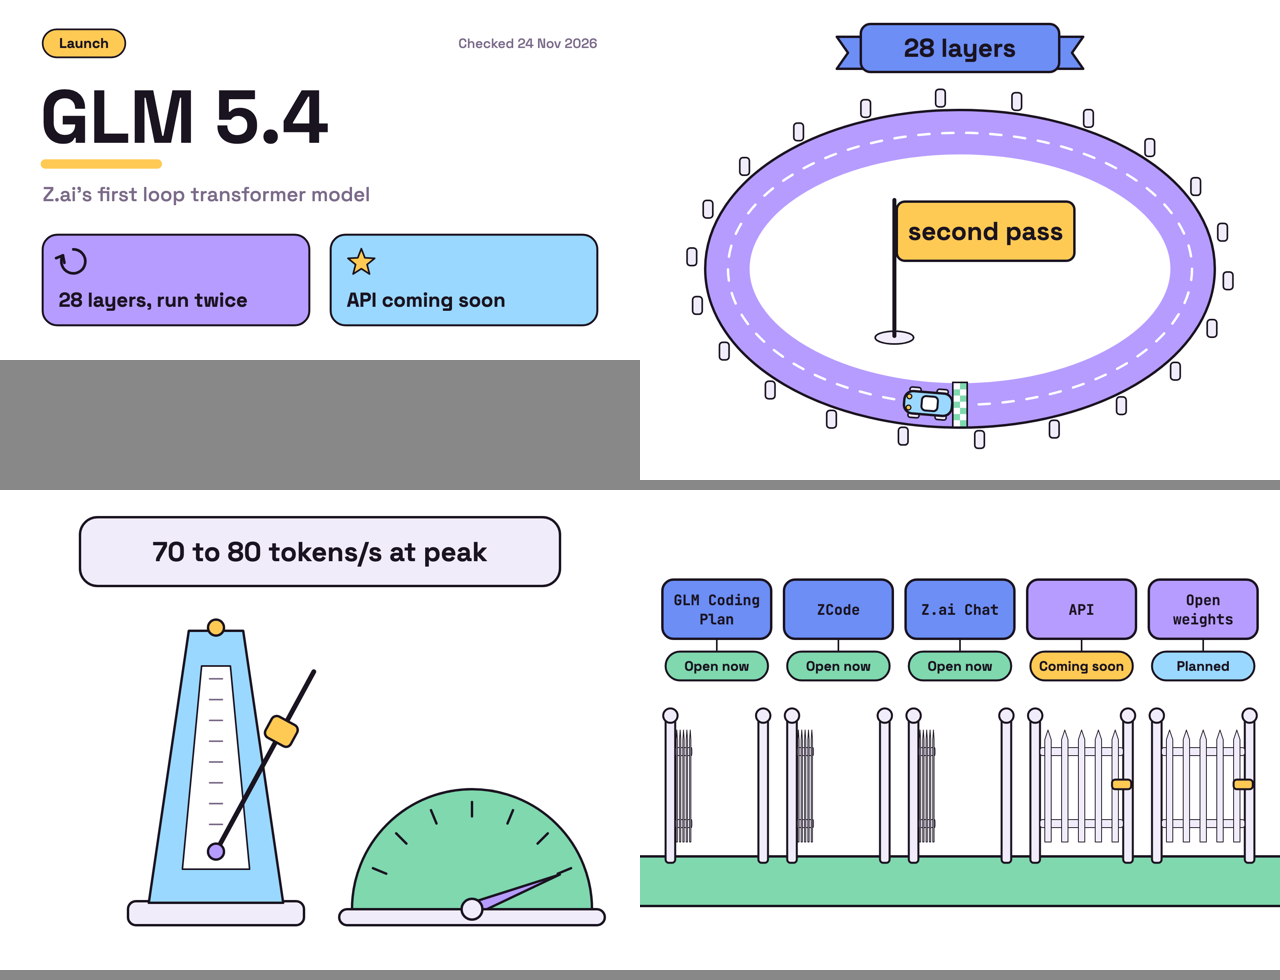 Launch
Checked 24 Nov 2026
GLM 5.4
Z.ai's first loop transformer model
28 layers, run twice
API coming soon
28 layers
second pass
70 to 80 tokens/s at peak
GLM Coding
Plan
ZCode
Z.ai Chat
API
Open
weights
Open now
Open now
Open now
Coming soon
Planned